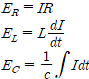 E_R = IR
E_L = L dI/dt
E_C = 1/c ∫ Idt